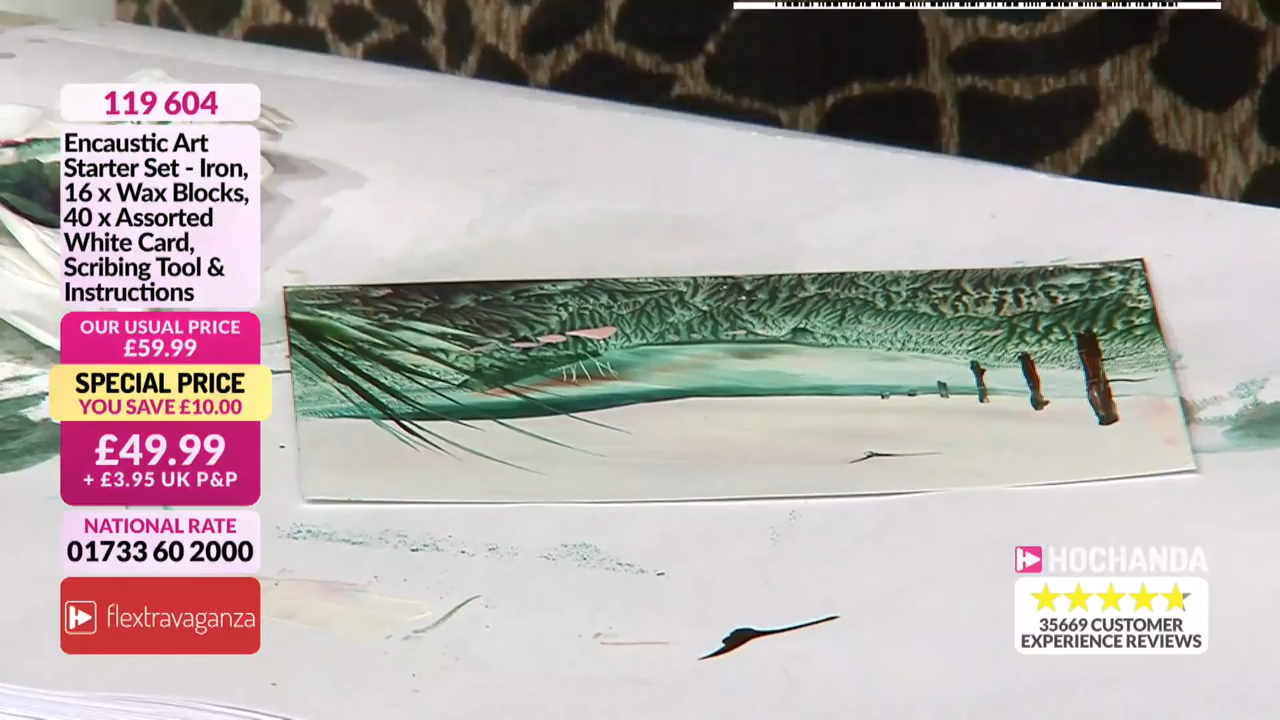 119 604
Encaustic Art
Starter Set - Iron,
16 x Wax Blocks,
40 x Assorted
White Card,
Scribing Tool &
Instructions
OUR USUAL PRICE
£59.99
SPECIAL PRICE
YOU SAVE £10.00
£49.99
+ £3.95 UK P&P
NATIONAL RATE
01733 60 2000
flextravaganza
HOCHANDA
35669 CUSTOMER
EXPERIENCE REVIEWS